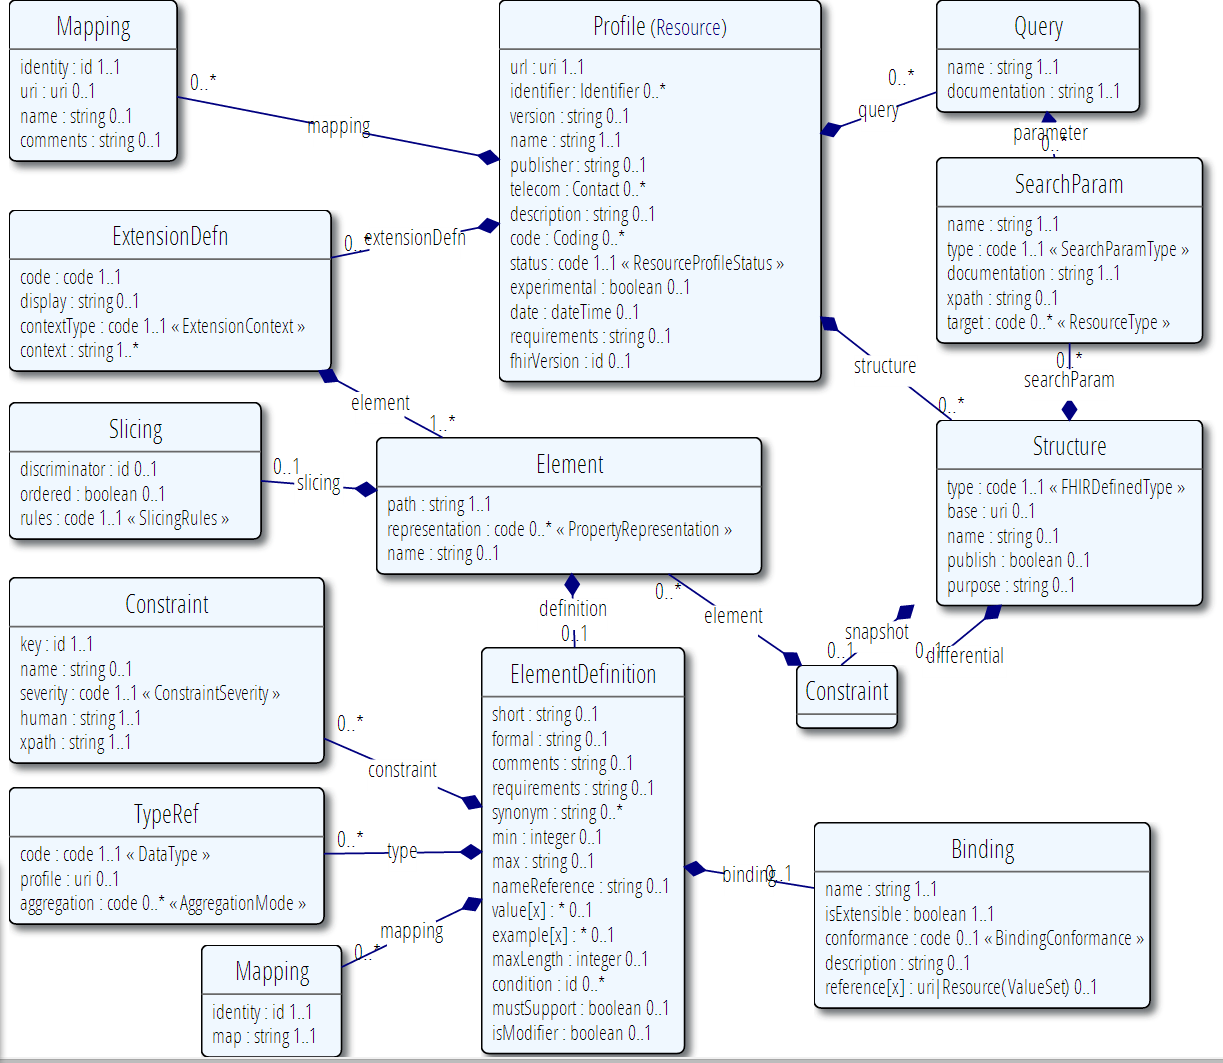 Mapping
identity : id 1..1
uri : uri 0..1
name : string 0..1
comments : string 0..1
0..*
mapping
Profile (Resource)
url : uri 1..1
identifier : Identifier 0..*
version : string 0..1
name : string 1..1
publisher : string 0..1
telecom : Contact 0..*
description : string 0..1
code : Coding 0..*
status : code 1..1 « ResourceProfileStatus »
experimental : boolean 0..1
date : dateTime 0..1
requirements : string 0..1
fhirVersion : id 0..1
0..*
query
Query
name : string 1..1
documentation : string 1..1
parameter
0..*
SearchParam
name : string 1..1
type : code 1..1 « SearchParamType »
documentation : string 1..1
xpath : string 0..1
target : code 0..* « ResourceType »
0..*
searchParam
ExtensionDefn
code : code 1..1
display : string 0..1
contextType : code 1..1 « ExtensionContext »
context : string 1..*
0..*
extensionDefn
element
1..*
structure
0..*
Structure
type : code 1..1 « FHIRDefinedType »
base : uri 0..1
name : string 0..1
publish : boolean 0..1
purpose : string 0..1
Slicing
discriminator : id 0..1
ordered : boolean 0..1
rules : code 1..1 « SlicingRules »
0..1
slicing
Element
path : string 1..1
representation : code 0..* « PropertyRepresentation »
name : string 0..1
definition
0..1
0..*
element
snapshot
0..1
0..1
differential
Constraint
Constraint
key : id 1..1
name : string 0..1
severity : code 1..1 « ConstraintSeverity »
human : string 1..1
xpath : string 1..1
0..*
constraint
ElementDefinition
short : string 0..1
formal : string 0..1
comments : string 0..1
requirements : string 0..1
synonym : string 0..*
min : integer 0..1
max : string 0..1
nameReference : string 0..1
value[x] : * 0..1
example[x] : * 0..1
maxLength : integer 0..1
condition : id 0..*
mustSupport : boolean 0..1
isModifier : boolean 0..1
TypeRef
code : code 1..1 « DataType »
profile : uri 0..1
aggregation : code 0..* « AggregationMode »
0..*
type
mapping
0..*
Mapping
identity : id 1..1
map : string 1..1
binding
0..1
Binding
name : string 1..1
isExtensible : boolean 1..1
conformance : code 0..1 « BindingConformance »
description : string 0..1
reference[x] : uri|Resource(ValueSet) 0..1